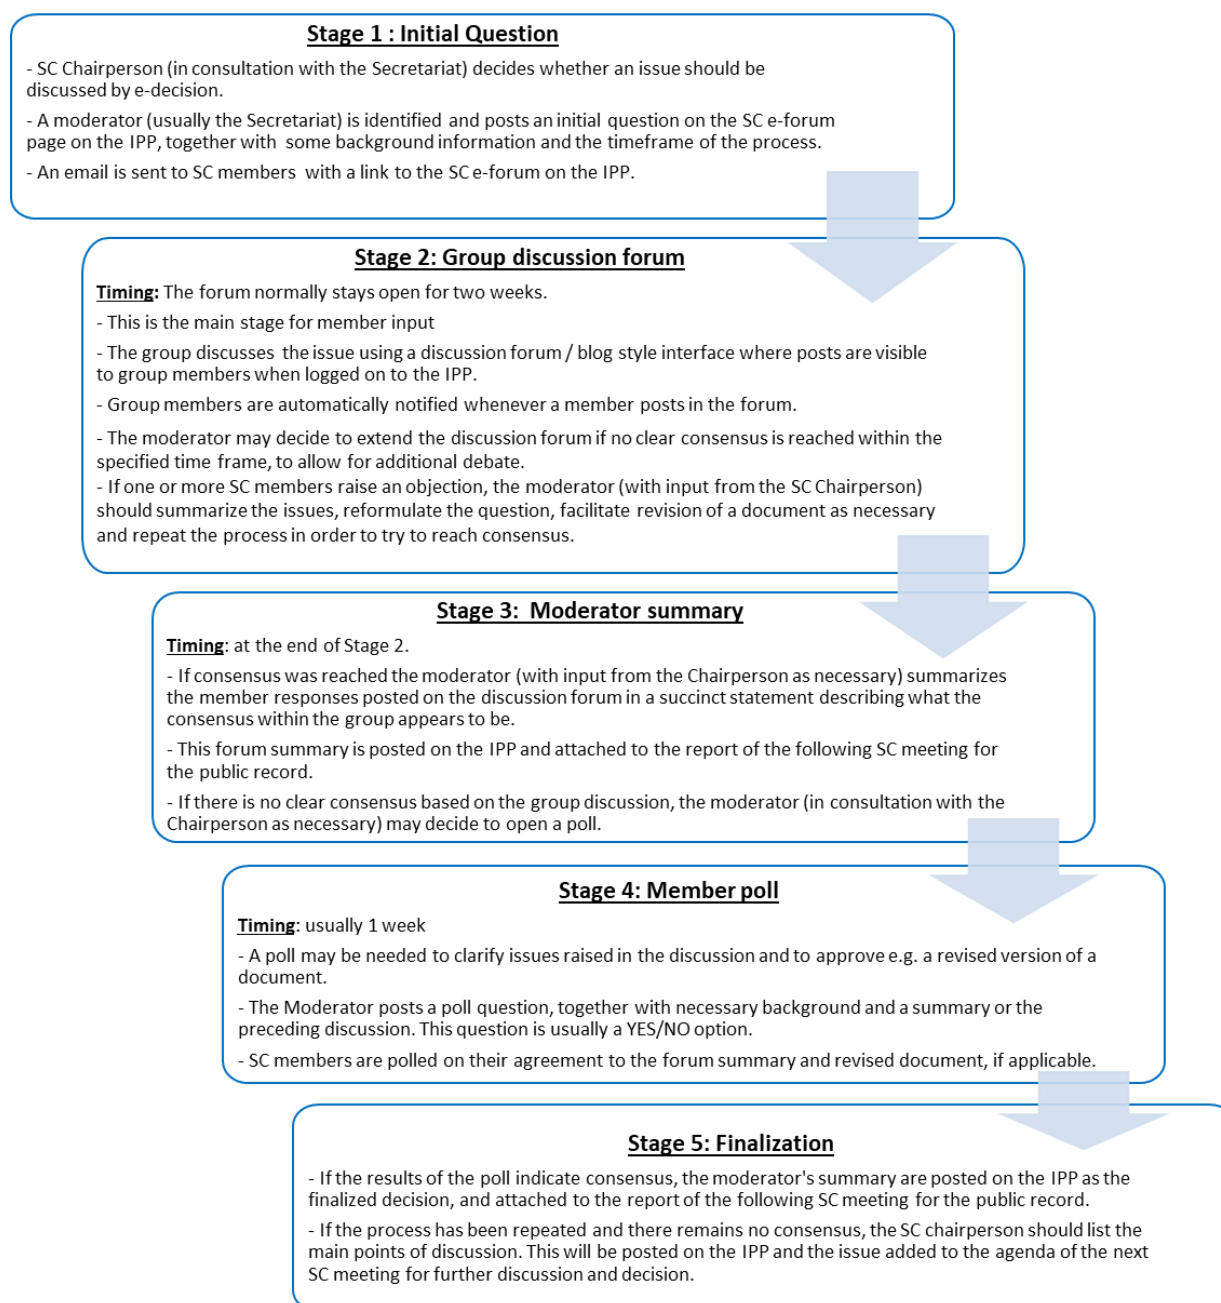 Stage 1 : Initial Question
- SC Chairperson (in consultation with the Secretariat) decides whether an issue should be
discussed by e-decision.
- A moderator (usually the Secretariat) is identified and posts an initial question on the SC e-forum
page on the IPP, together with some background information and the timeframe of the process.
- An email is sent to SC members with a link to the SC e-forum on the IPP.
Stage 2: Group discussion forum
Timing: The forum normally stays open for two weeks.
- This is the main stage for member input
- The group discusses the issue using a discussion forum / blog style interface where posts are visible
to group members when logged on to the IPP.
- Group members are automatically notified whenever a member posts in the forum.
- The moderator may decide to extend the discussion forum if no clear consensus is reached within the
specified time frame, to allow for additional debate.
- If one or more SC members raise an objection, the moderator (with input from the SC Chairperson)
should summarize the issues, reformulate the question, facilitate revision of a document as necessary
and repeat the process in order to try to reach consensus.
Stage 3: Moderator summary
Timing: at the end of Stage 2.
- If consensus was reached the moderator (with input from the Chairperson as necessary) summarizes
the member responses posted on the discussion forum in a succinct statement describing what the
consensus within the group appears to be.
- This forum summary is posted on the IPP and attached to the report of the following SC meeting for
the public record.
- If there is no clear consensus based on the group discussion, the moderator (in consultation with the
Chairperson as necessary) may decide to open a poll.
Stage 4: Member poll
Timing: usually 1 week
- A poll may be needed to clarify issues raised in the discussion and to approve e.g. a revised version of a
document.
- The Moderator posts a poll question, together with necessary background and a summary or the
preceding discussion. This question is usually a YES/NO option.
- SC members are polled on their agreement to the forum summary and revised document, if applicable.
Stage 5: Finalization
- If the results of the poll indicate consensus, the moderator's summary are posted on the IPP as the
finalized decision, and attached to the report of the following SC meeting for the public record.
- If the process has been repeated and there remains no consensus, the SC chairperson should list the
main points of discussion. This will be posted on the IPP and the issue added to the agenda of the next
SC meeting for further discussion and decision.